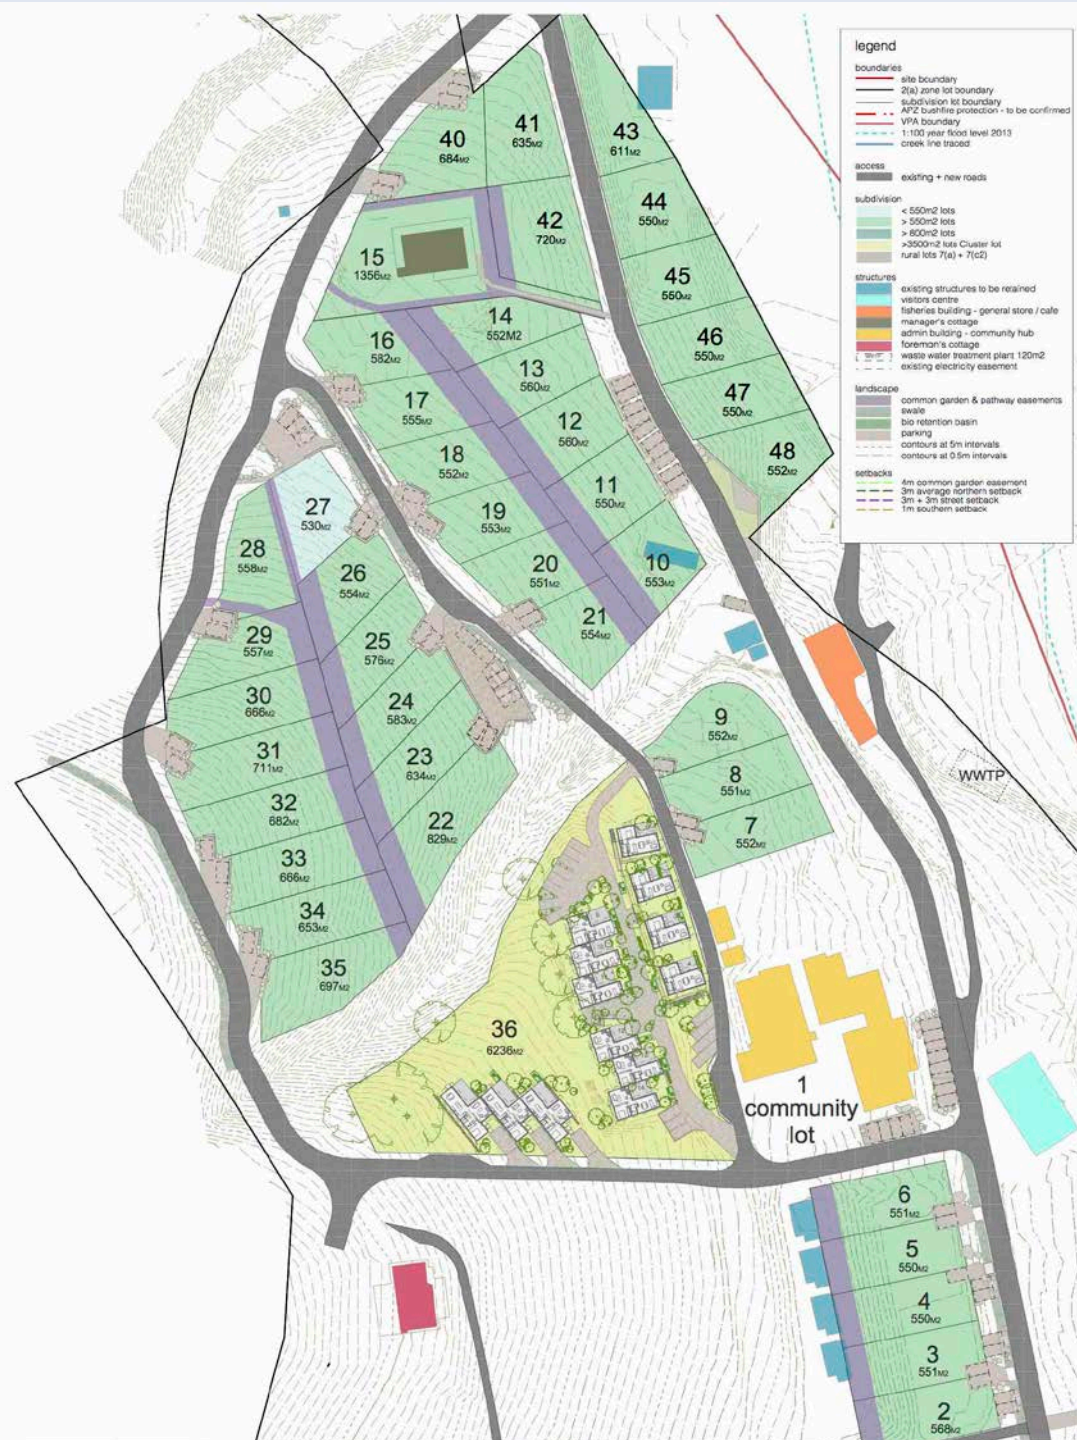 legend
boundaries
site boundary
2(a) zone lot boundary
subdivision lot boundary
APZ bushfire protection - to be confirmed
VPA boundary
1:100 year flood level 2013
creek line traced
access
existing + new roads
subdivision
< 550m2 lots
> 550m2 lots
> 800m2 lots
>3500m2 lots Cluster lot
rural lots 7(a) + 7(c2)
structures
existing structures to be retained
visitors centre
fisheries building - general store / cafe
manager's cottage
admin building - community hub
foreman's cottage
waste water treatment plant 120m2
existing electricity easement
landscape
common garden & pathway easements
swale
bio retention basin
parking
contours at 5m intervals
contours at 0.5m intervals
setbacks
4m common garden easement
3m average northern setback
3m + 3m street setback
1m southern setback
40
684M2
41
635M2
43
611M2
44
550M2
42
720M2
15
1356M2
45
550M2
14
552M2
16
582M2
46
550M2
13
560M2
47
550M2
17
555M2
12
560M2
48
552M2
18
552M2
11
550M2
27
530M2
19
553M2
28
558M2
20
551M2
10
553M2
26
554M2
21
554M2
29
557M2
25
576M2
30
666M2
24
583M2
9
552M2
31
711M2
23
634M2
8
551M2
WWTP
32
682M2
22
829M2
7
552M2
33
666M2
34
653M2
35
697M2
36
6236M2
1
community
lot
6
551M2
5
550M2
4
550M2
3
551M2
2
568M2